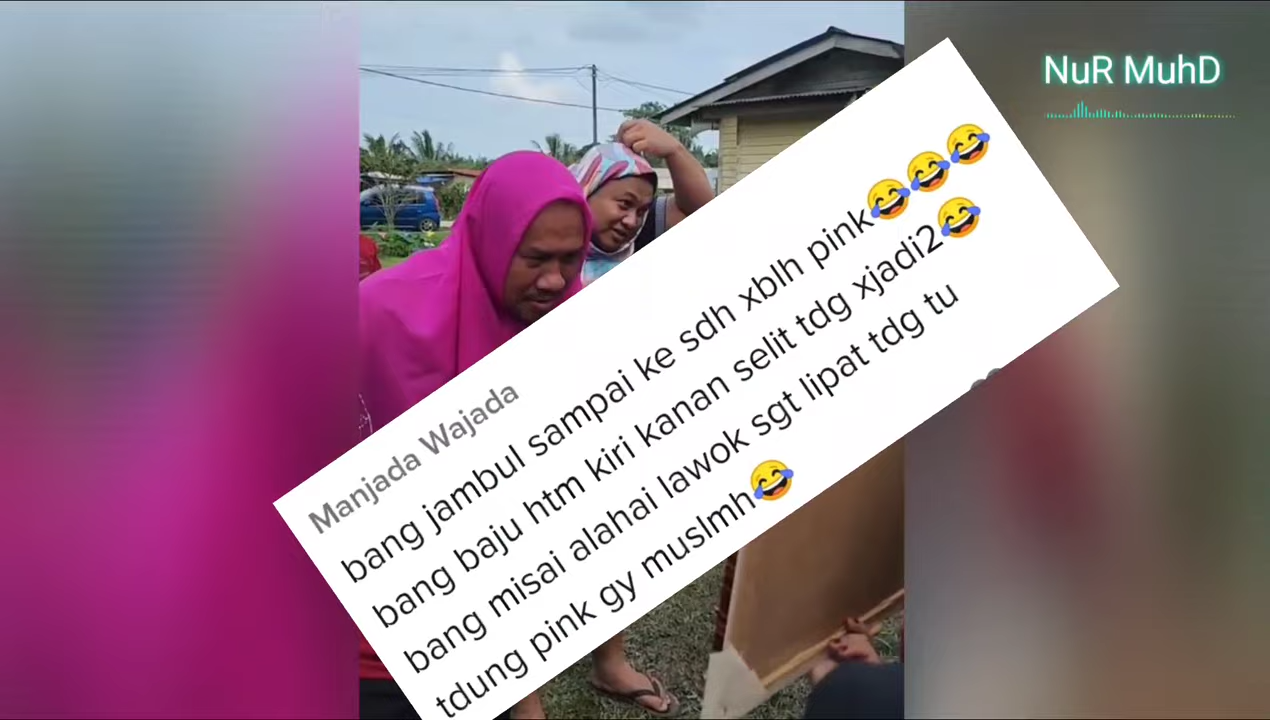 NuR MuhD
Manjada Wajada
bang jambul sampai ke sdh xblh pink😂😂😂
bang baju htm kiri kanan selit tdg xjadi2😂
bang misai alahai lawok sgt lipat tdg tu
tdung pink gy muslmh😂